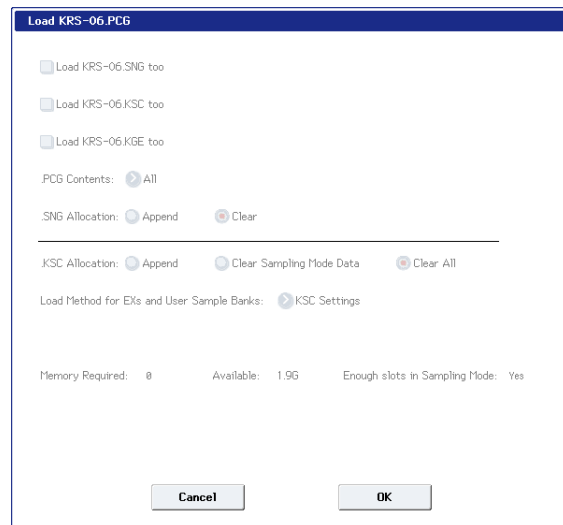 Load KRS-06.PCG
Load KRS-06.SNG too
Load KRS-06.KSC too
Load KRS-06.KGE too
.PCG Contents: All
.SNG Allocation: Append Clear
.KSC Allocation: Append Clear Sampling Mode Data Clear All
Load Method for EXs and User Sample Banks: KSC Settings
Memory Required: 0 Available: 1.9G Enough slots in Sampling Mode: Yes
Cancel OK